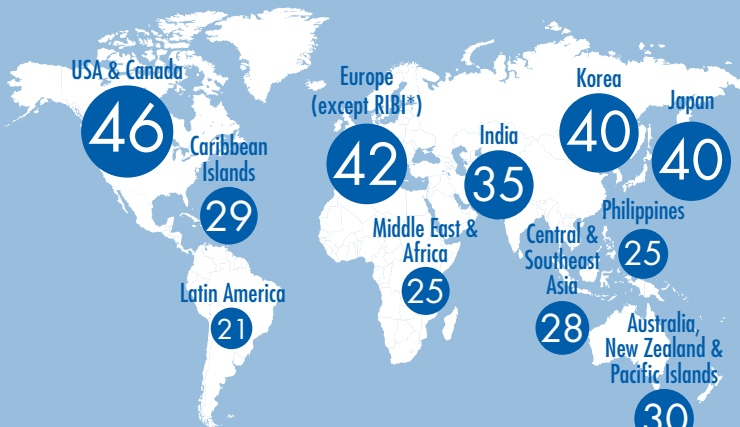 USA & Canada
46
Caribbean
Islands
29
Latin America
21
Europe
(except RIBI*)
42
Middle East &
Africa
25
India
35
Korea
40
Japan
40
Philippines
25
Central &
Southeast
Asia
28
Australia,
New Zealand &
Pacific Islands
30